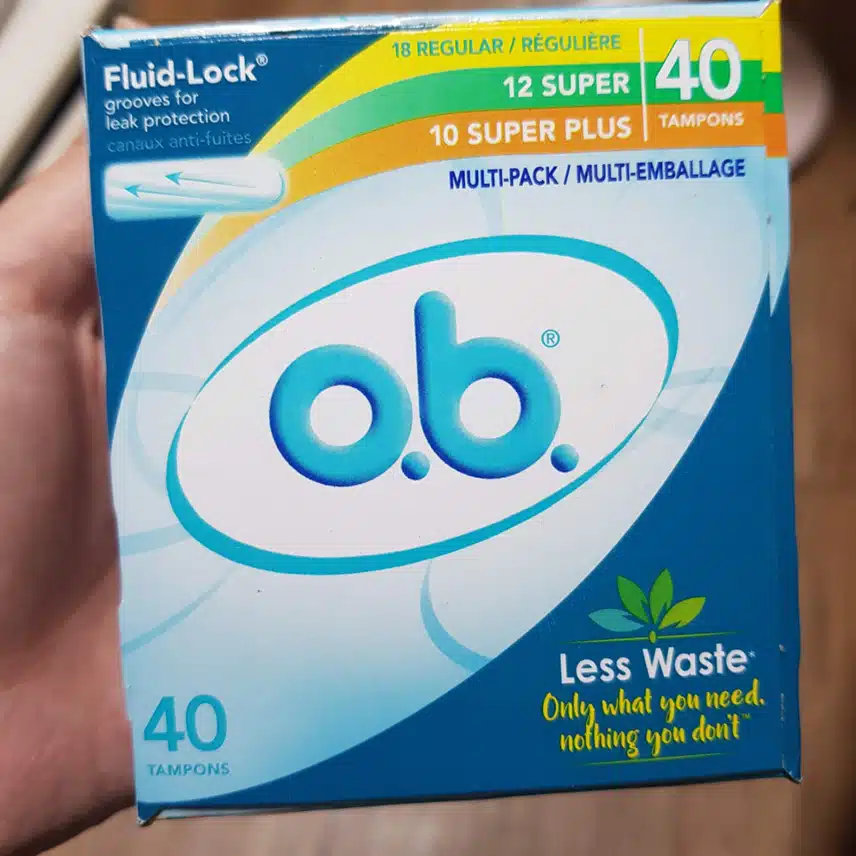 Fluid-Lock®
grooves for
leak protection
canaux anti-fuites
18 REGULAR / RÉGULIÈRE
12 SUPER
10 SUPER PLUS
40
TAMPONS
MULTI-PACK / MULTI-EMBALLAGE
o.b.®
Less Waste*
Only what you need.
nothing you don't™
40
TAMPONS